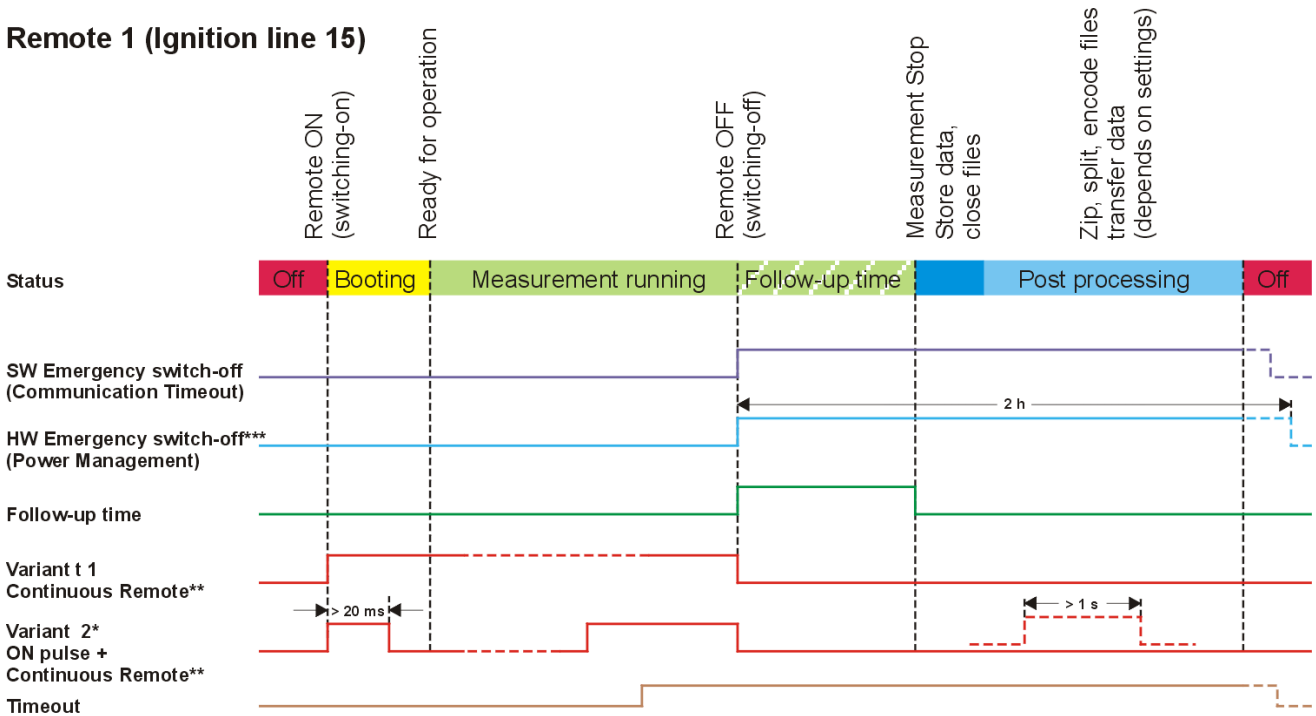 Remote 1 (Ignition line 15)
Remote ON
(switching-on)
Ready for operation
Remote OFF
(switching-off)
Measurement Stop
Store data,
close files
Zip, split, encode files
transfer data
(depends on settings)
Status
Off
Booting
Measurement running
Follow-up time
Post processing
Off
SW Emergency switch-off
(Communication Timeout)
2 h
HW Emergency switch-off***
(Power Management)
Follow-up time
Variant t 1
Continuous Remote**
> 20 ms
> 1 s
Variant 2*
ON pulse +
Continuous Remote**
Timeout